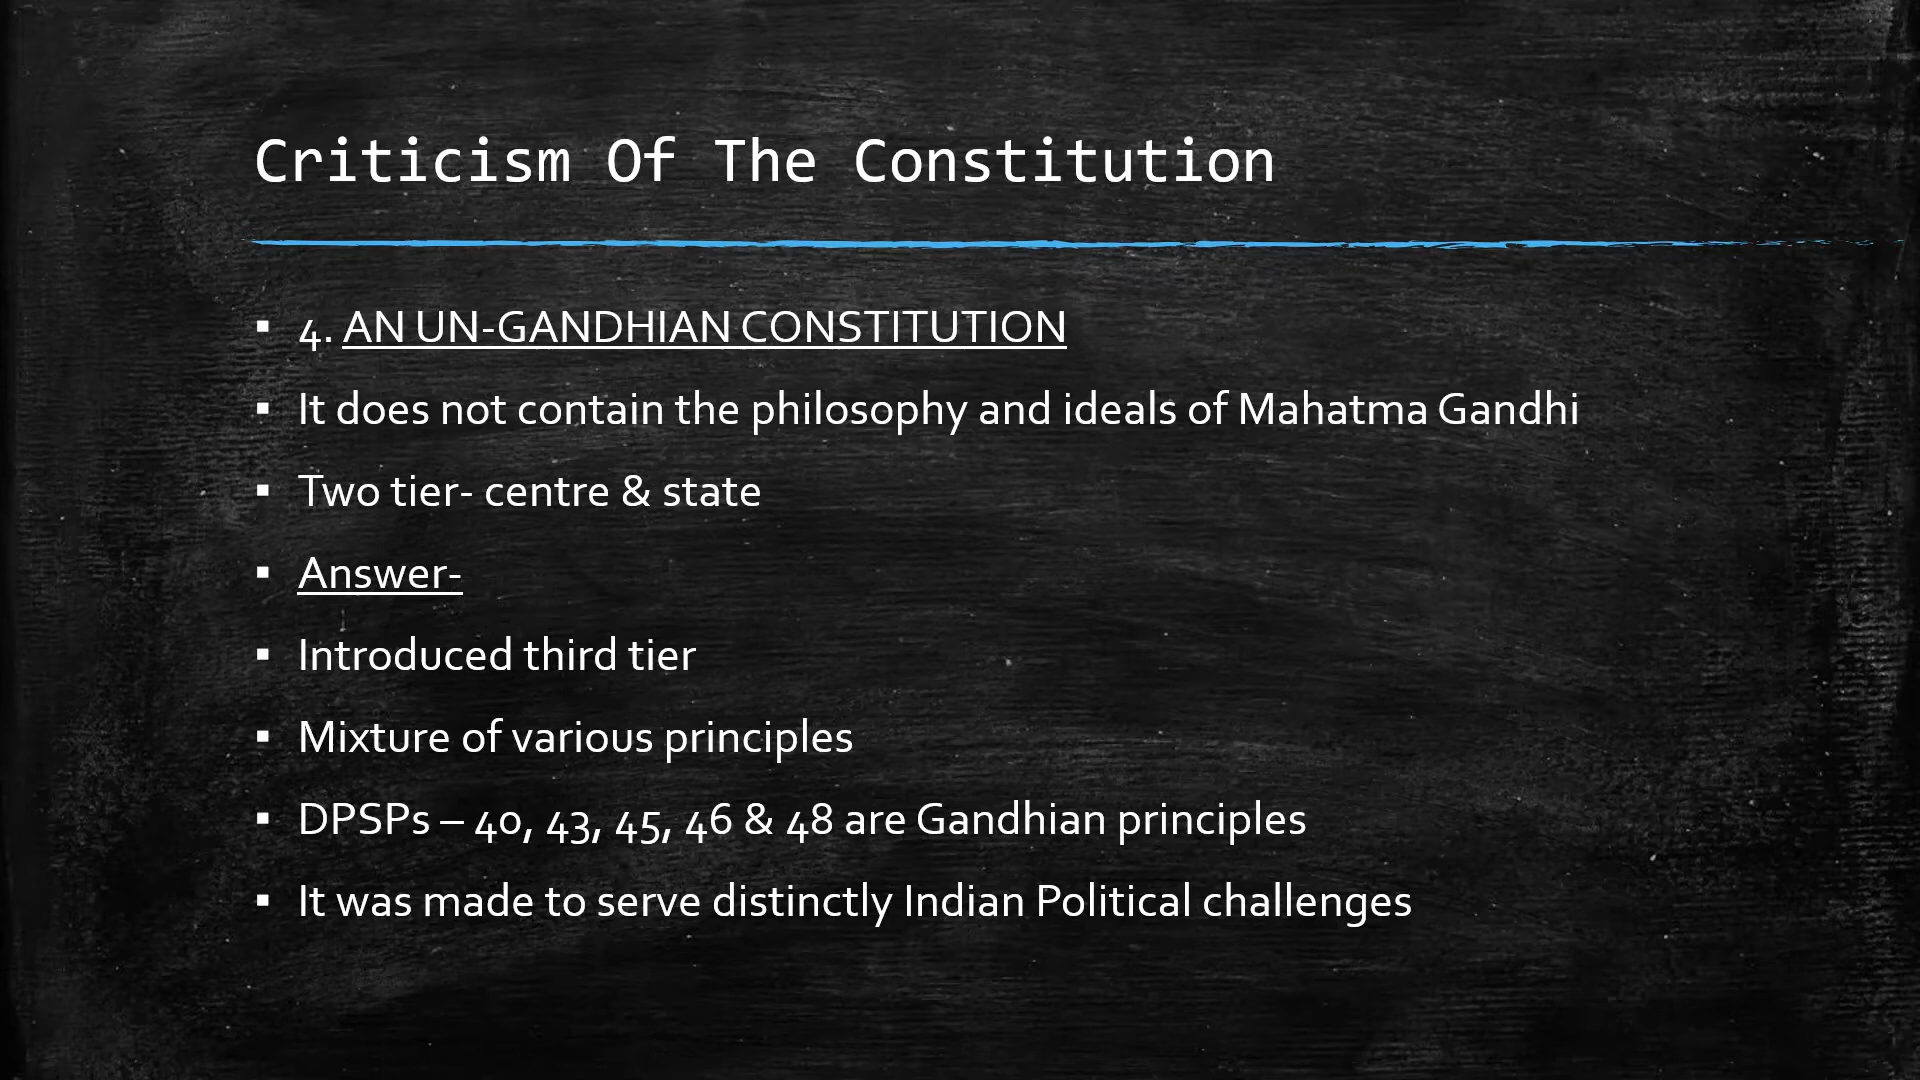 Criticism Of The Constitution
▪ 4. AN UN-GANDHIAN CONSTITUTION
▪ It does not contain the philosophy and ideals of Mahatma Gandhi
▪ Two tier- centre & state
▪ Answer-
▪ Introduced third tier
▪ Mixture of various principles
▪ DPSPs – 40, 43, 45, 46 & 48 are Gandhian principles
▪ It was made to serve distinctly Indian Political challenges